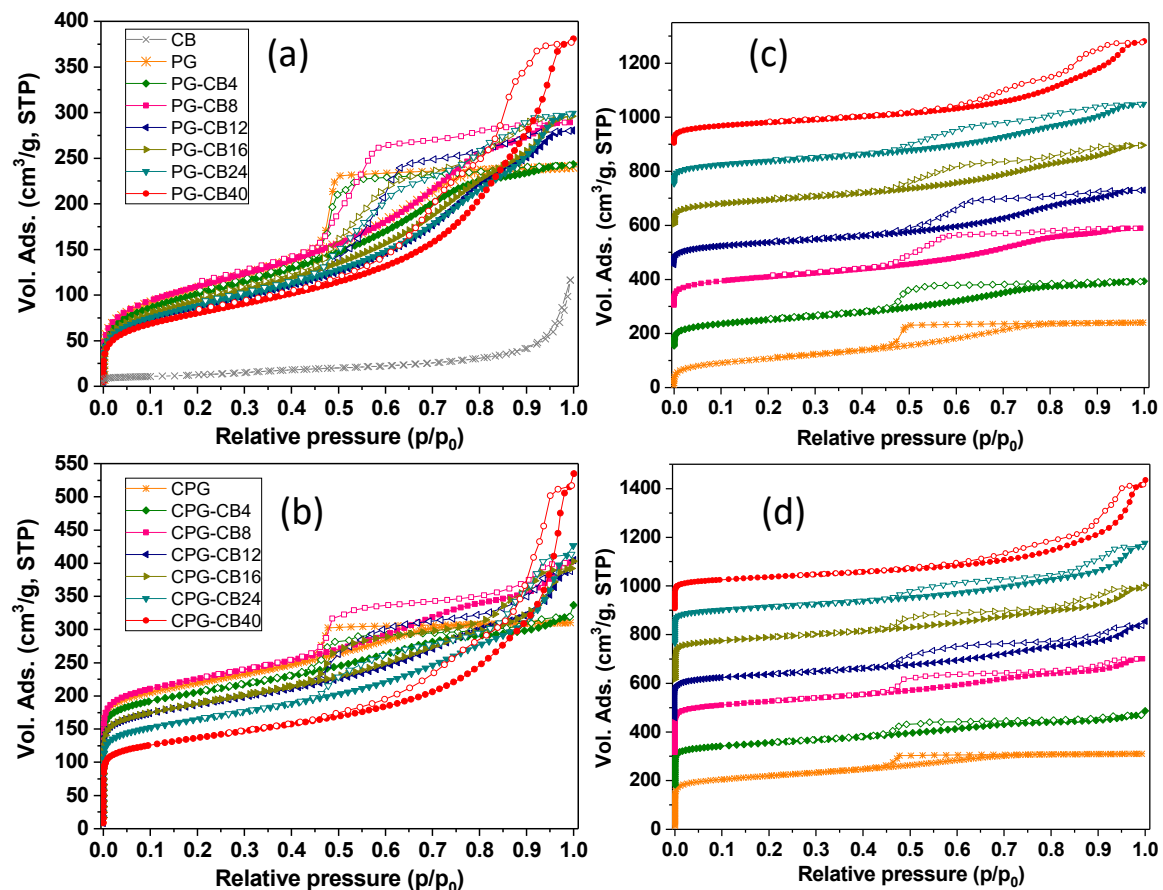 (a)
Vol. Ads. (cm³/g, STP)
400
350
300
250
200
150
100
50
0
CB
PG
PG-CB4
PG-CB8
PG-CB12
PG-CB16
PG-CB24
PG-CB40
0.0 0.1 0.2 0.3 0.4 0.5 0.6 0.7 0.8 0.9 1.0
Relative pressure (p/p₀)
(c)
Vol. Ads. (cm³/g, STP)
1200
1000
800
600
400
200
0
0.0 0.1 0.2 0.3 0.4 0.5 0.6 0.7 0.8 0.9 1.0
Relative pressure (p/p₀)
(b)
Vol. Ads. (cm³/g, STP)
550
500
450
400
350
300
250
200
150
100
50
0
CPG
CPG-CB4
CPG-CB8
CPG-CB12
CPG-CB16
CPG-CB24
CPG-CB40
0.0 0.1 0.2 0.3 0.4 0.5 0.6 0.7 0.8 0.9 1.0
Relative pressure (p/p₀)
(d)
Vol. Ads. (cm³/g, STP)
1400
1200
1000
800
600
400
200
0
0.0 0.1 0.2 0.3 0.4 0.5 0.6 0.7 0.8 0.9 1.0
Relative pressure (p/p₀)